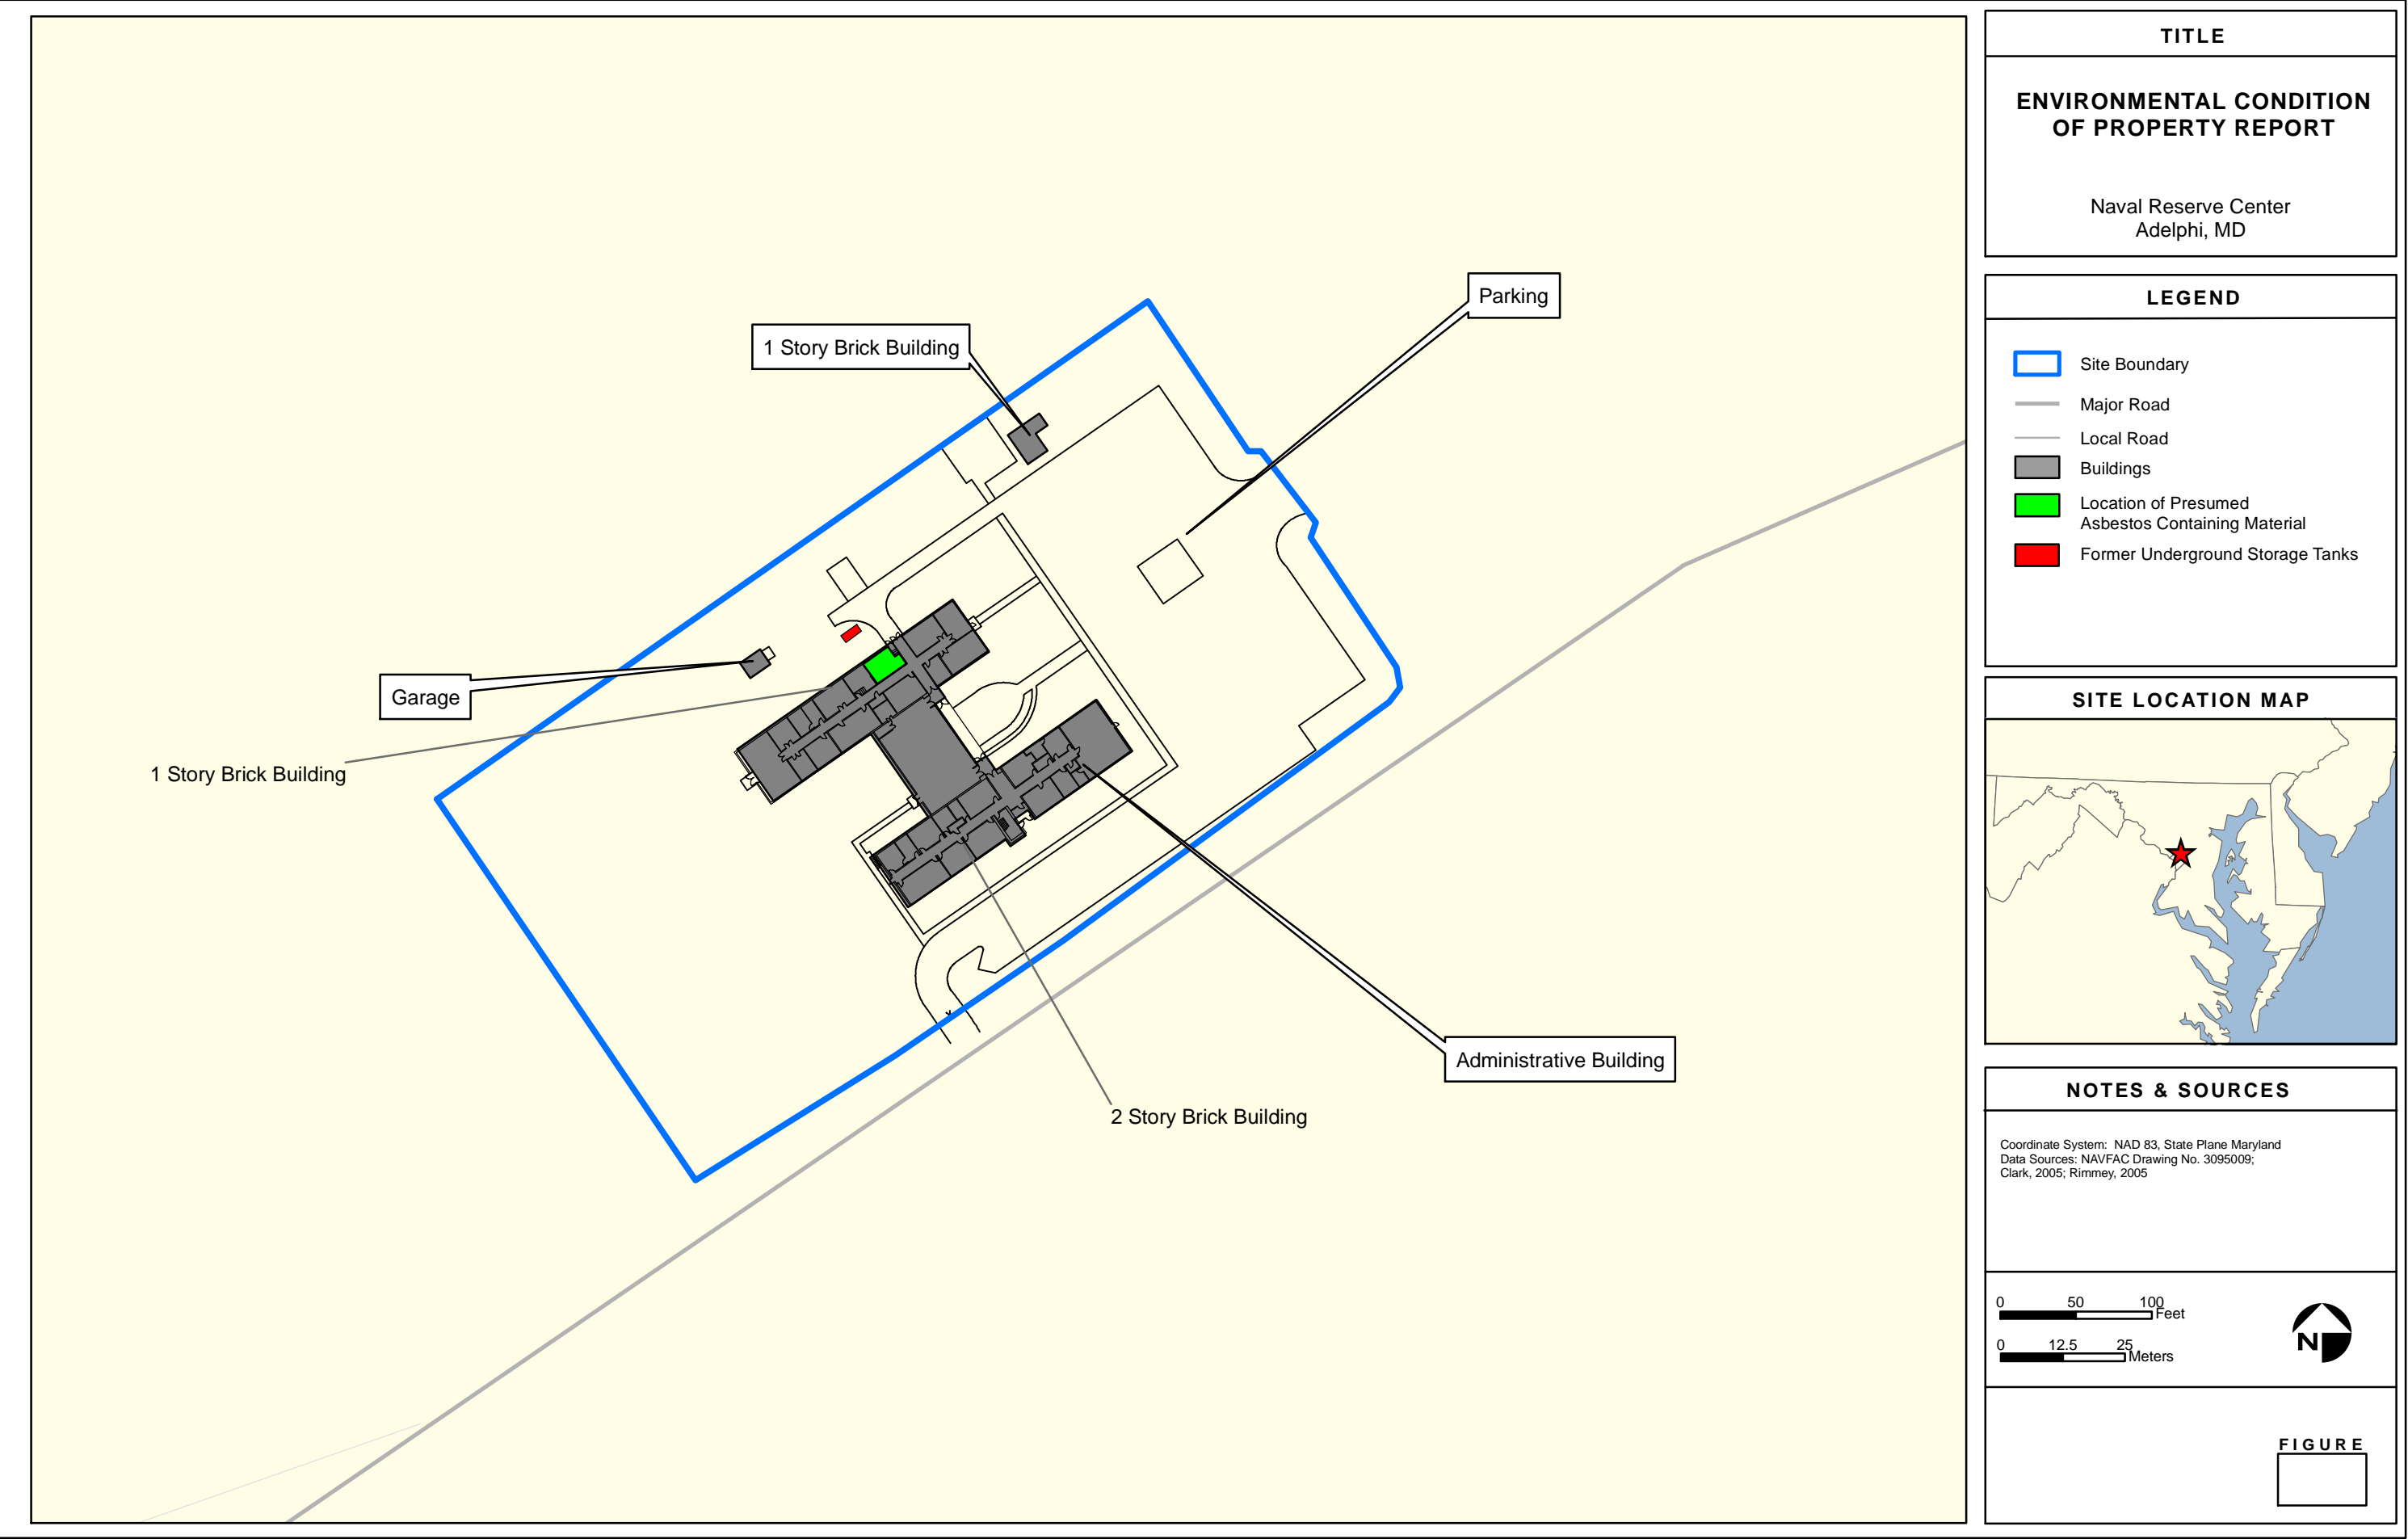 1 Story Brick Building
Parking
Garage
1 Story Brick Building
Administrative Building
2 Story Brick Building
TITLE
ENVIRONMENTAL CONDITION
OF PROPERTY REPORT
Naval Reserve Center
Adelphi, MD
LEGEND
Site Boundary
Major Road
Local Road
Buildings
Location of Presumed
Asbestos Containing Material
Former Underground Storage Tanks
SITE LOCATION MAP
NOTES & SOURCES
Coordinate System: NAD 83, State Plane Maryland
Data Sources: NAVFAC Drawing No. 3095009;
Clark, 2005; Rimmey, 2005
0 50 100
Feet
0 12.5 25
Meters
N
FIGURE